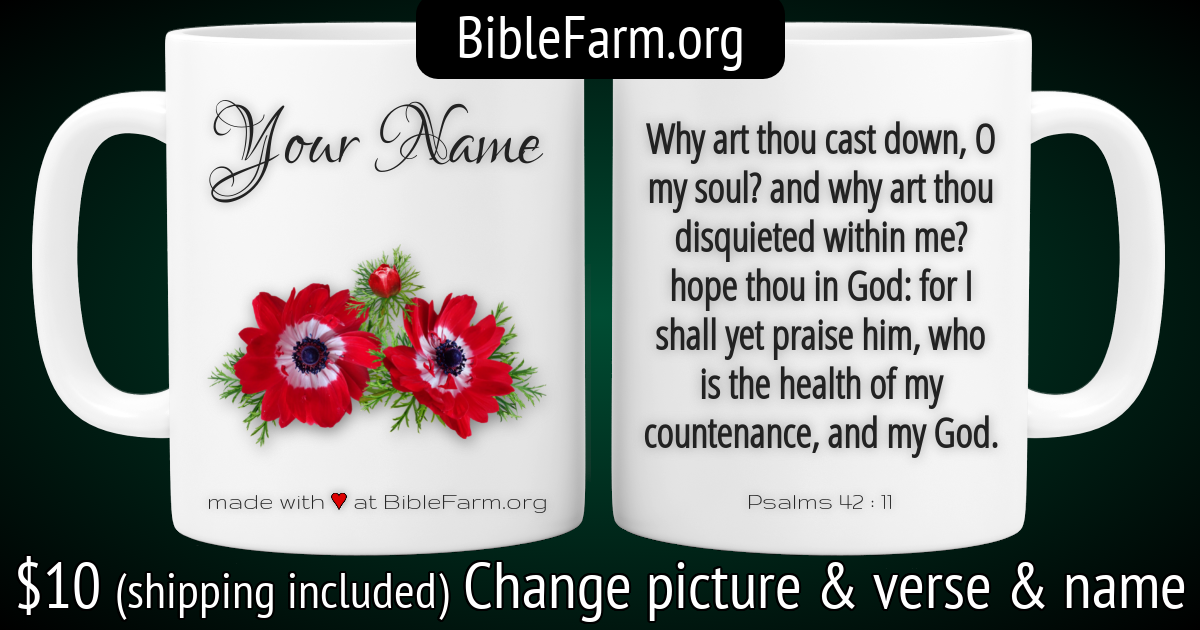 BibleFarm.org
Your Name
made with ♥ at BibleFarm.org
Why art thou cast down, O
my soul? and why art thou
disquieted within me?
hope thou in God: for I
shall yet praise him, who
is the health of my
countenance, and my God.
Psalms 42 : 11
$10 (shipping included) Change picture & verse & name